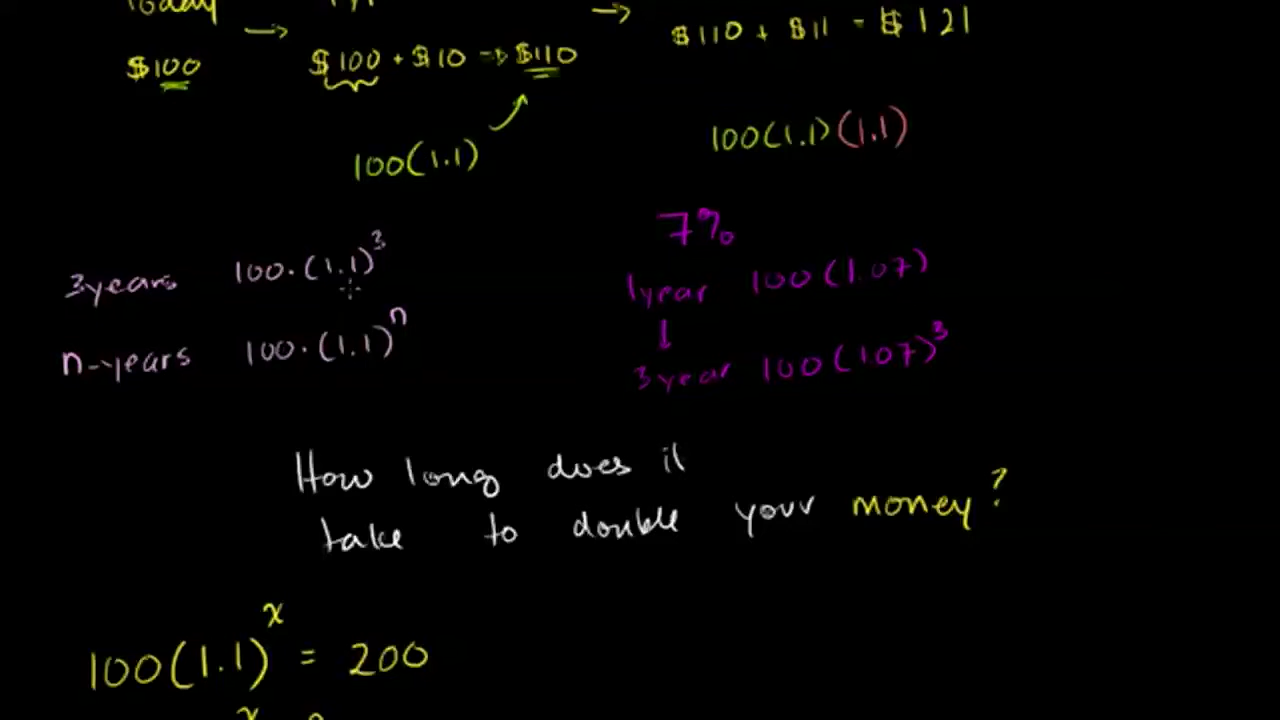 Today
→ →
$100 $100 + $10 → $110 $110 + $11 = $121
100(1.1) 100(1.1)(1.1)
7%
3years 100·(1.1)³ 1year 100(1.07)
n-years 100·(1.1)ⁿ ↓
3year 100(107)³
How long does it
take to double your money?
100(1.1)ˣ = 200
x